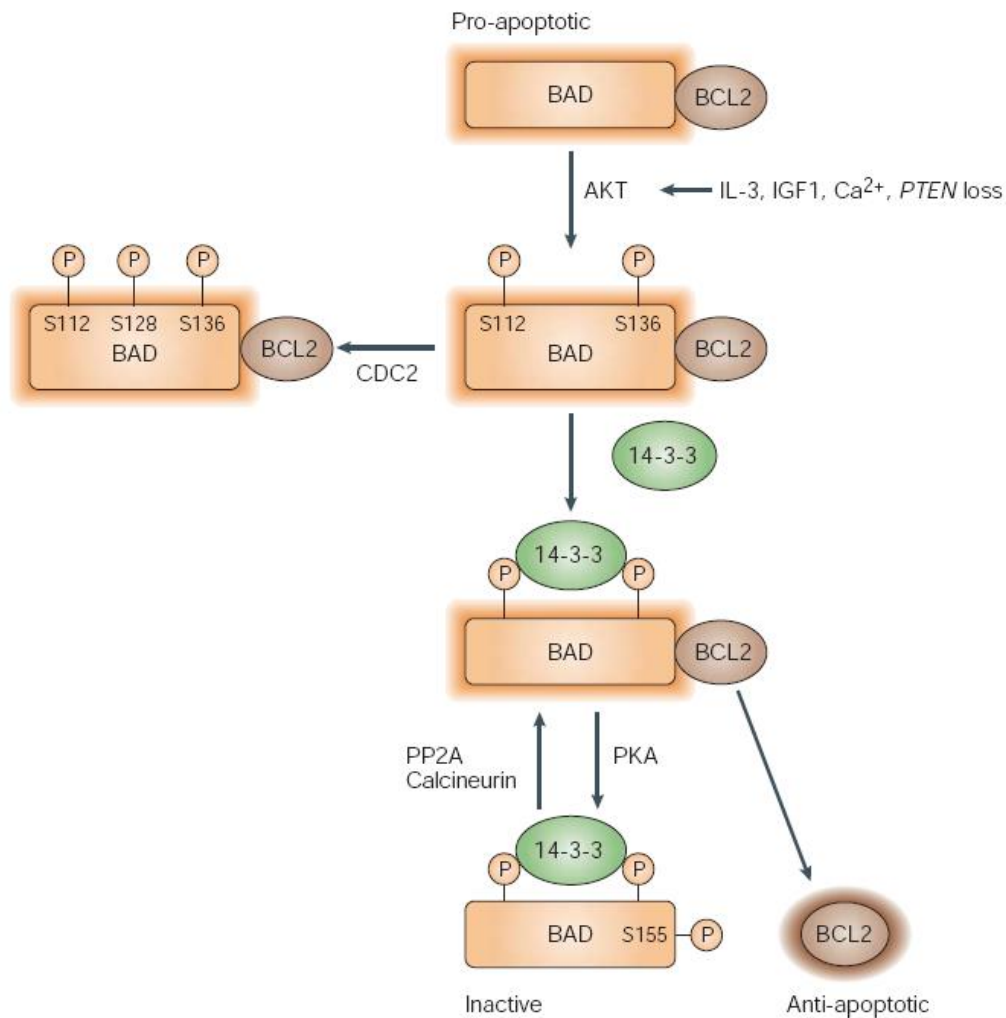 Pro-apoptotic
BAD
BCL2
AKT
IL-3, IGF1, Ca2+, PTEN loss
P P P
S112 S128 S136
BAD
BCL2
CDC2
P P
S112 S136
BAD
BCL2
14-3-3
14-3-3
P P
BAD
BCL2
PP2A
Calcineurin
PKA
14-3-3
P P
BAD S155 P
BCL2
Inactive
Anti-apoptotic